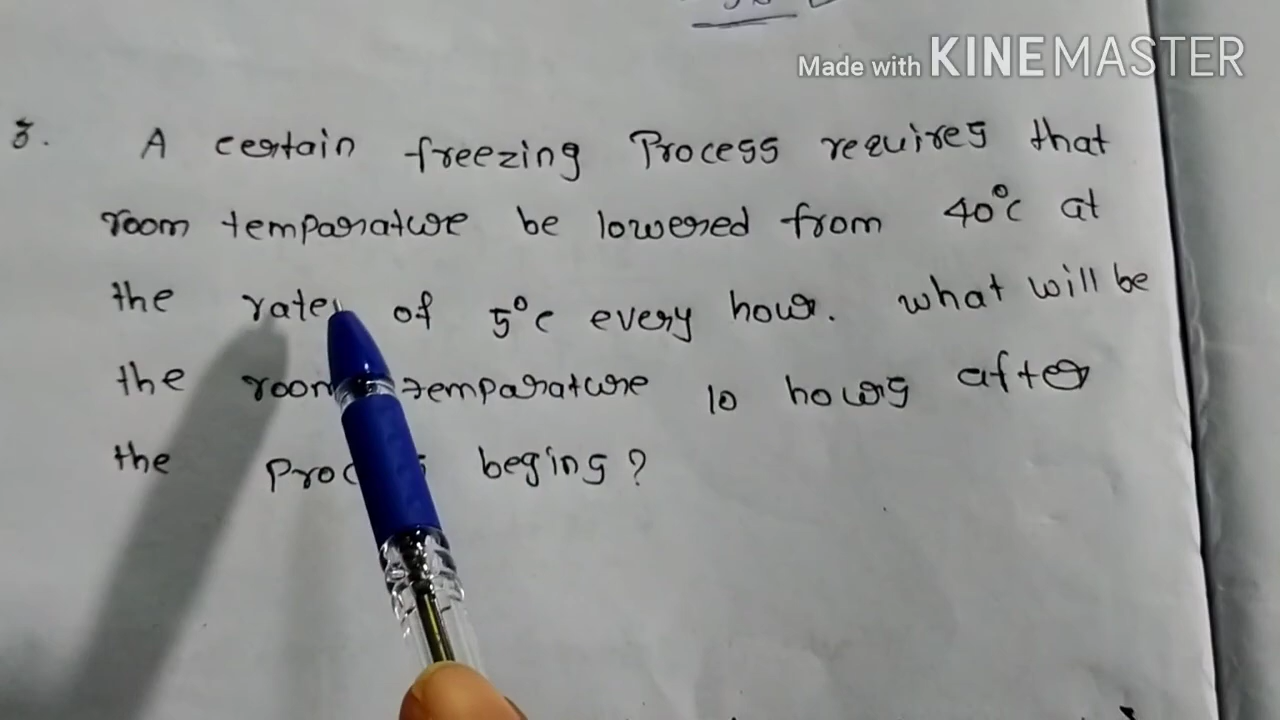 Made with KINEMASTER
3. A certain freezing Process requires that
room temparature be lowered from 40°c at
the rate of 5°c every hour. what will be
the room temparature 10 hours after
the begins?